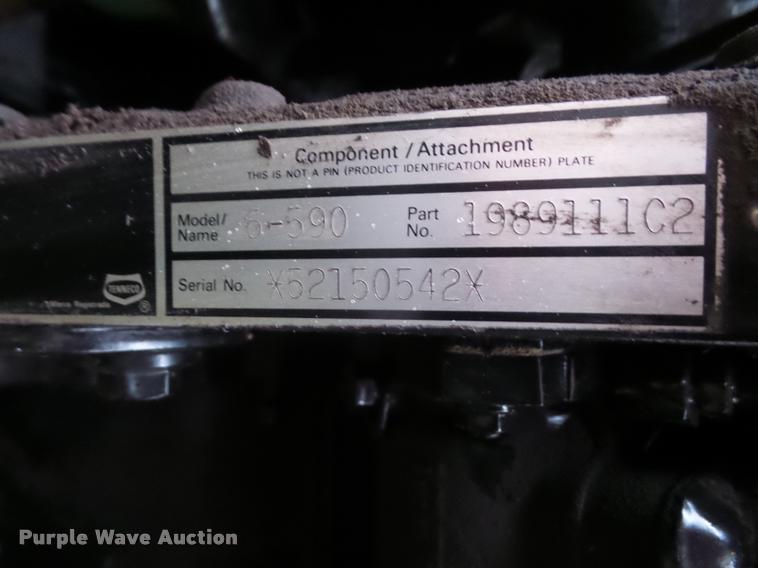 Component / Attachment
THIS IS NOT A PIN (PRODUCT IDENTIFICATION NUMBER) PLATE
Model/ Name 6-590 Part No. 1989111C2
Serial No. *52150542*
TENNECO
®
Purple Wave Auction